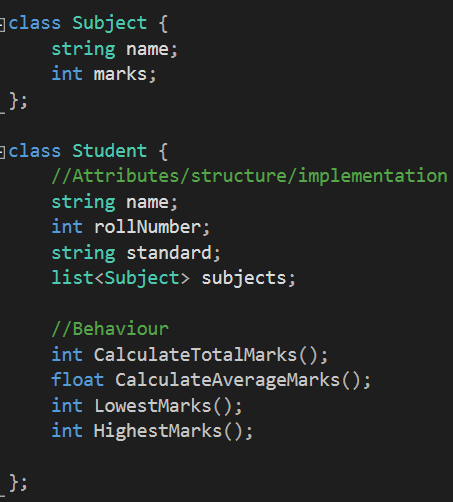 class Subject {
string name;
int marks;
};
class Student {
//Attributes/structure/implementation
string name;
int rollNumber;
string standard;
list<Subject> subjects;
//Behaviour
int CalculateTotalMarks();
float CalculateAverageMarks();
int LowestMarks();
int HighestMarks();
};